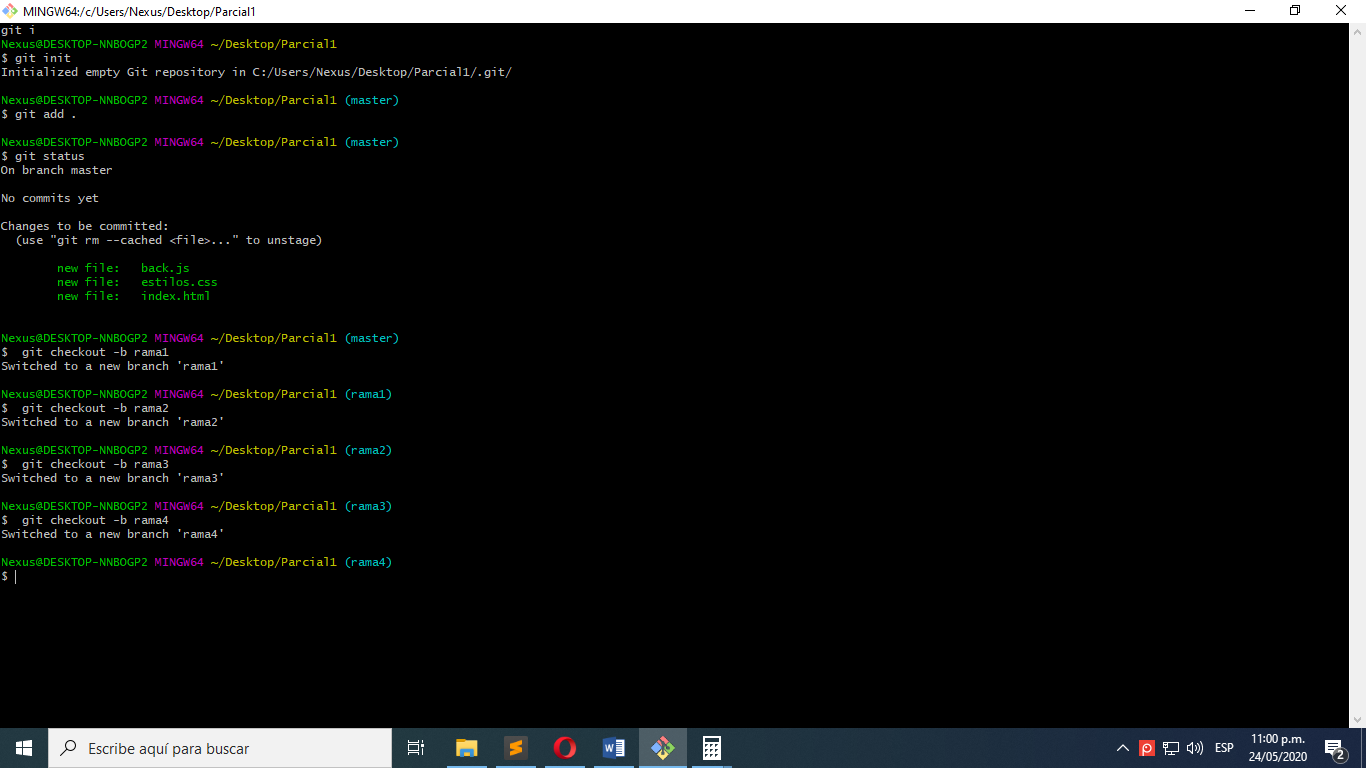 MINGW64:/c/Users/Nexus/Desktop/Parcial1
git i
Nexus@DESKTOP-NNBOGP2 MINGW64 ~/Desktop/Parcial1
$ git init
Initialized empty Git repository in C:/Users/Nexus/Desktop/Parcial1/.git/
Nexus@DESKTOP-NNBOGP2 MINGW64 ~/Desktop/Parcial1 (master)
$ git add .
Nexus@DESKTOP-NNBOGP2 MINGW64 ~/Desktop/Parcial1 (master)
$ git status
On branch master
No commits yet
Changes to be committed:
  (use "git rm --cached <file>..." to unstage)
        new file:   back.js
        new file:   estilos.css
        new file:   index.html
Nexus@DESKTOP-NNBOGP2 MINGW64 ~/Desktop/Parcial1 (master)
$  git checkout -b rama1
Switched to a new branch 'rama1'
Nexus@DESKTOP-NNBOGP2 MINGW64 ~/Desktop/Parcial1 (rama1)
$  git checkout -b rama2
Switched to a new branch 'rama2'
Nexus@DESKTOP-NNBOGP2 MINGW64 ~/Desktop/Parcial1 (rama2)
$  git checkout -b rama3
Switched to a new branch 'rama3'
Nexus@DESKTOP-NNBOGP2 MINGW64 ~/Desktop/Parcial1 (rama3)
$  git checkout -b rama4
Switched to a new branch 'rama4'
Nexus@DESKTOP-NNBOGP2 MINGW64 ~/Desktop/Parcial1 (rama4)
$
Escribe aquí para buscar
ESP
11:00 p.m.
24/05/2020
2